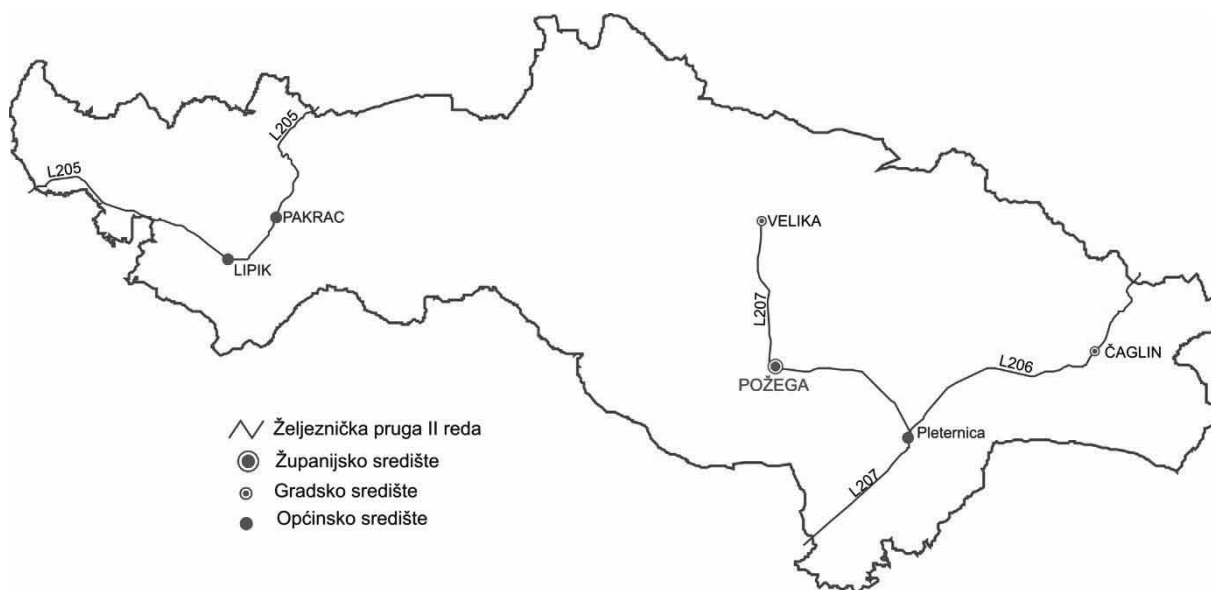 L205
L205
PAKRAC
LIPIK
VELIKA
L207
POŽEGA
L206
ČAGLIN
Pleternica
L207
Željeznička pruga II reda
Županijsko središte
Gradsko središte
Općinsko središte